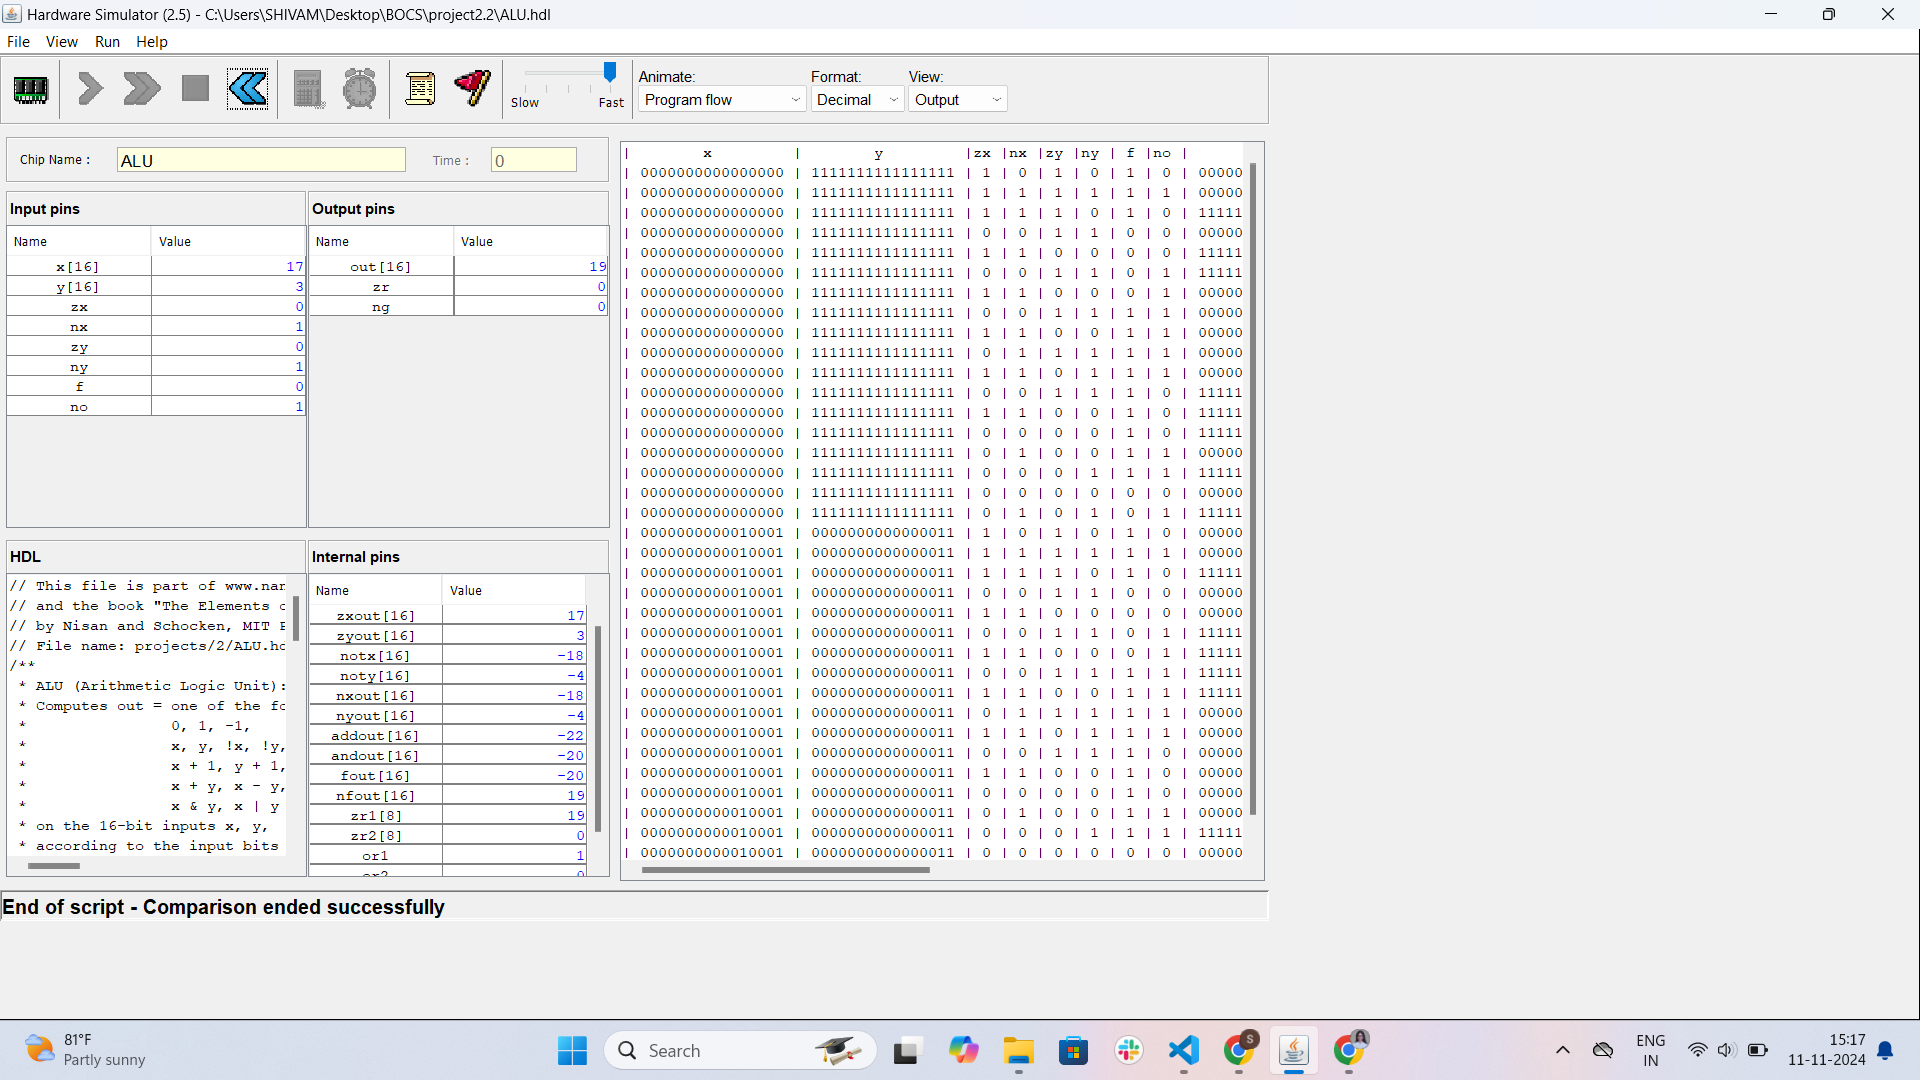 Hardware Simulator (2.5) - C:\Users\SHIVAM\Desktop\BOCS\project2.2\ALU.hdl
File View Run Help
Slow Fast
Animate: Format: View:
Program flow Decimal Output
Chip Name : ALU Time : 0
Input pins
Name Value
x[16] 17
y[16] 3
zx 0
nx 1
zy 0
ny 1
f 0
no 1
Output pins
Name Value
out[16] 19
zr 0
ng 0
HDL
// This file is part of www.nan
// and the book "The Elements o
// by Nisan and Schocken, MIT P
// File name: projects/2/ALU.hd
/**
* ALU (Arithmetic Logic Unit):
* Computes out = one of the fo
* 0, 1, -1,
* x, y, !x, !y,
* x + 1, y + 1,
* x + y, x - y,
* x & y, x | y
* on the 16-bit inputs x, y,
* according to the input bits
Internal pins
Name Value
zxout[16] 17
zyout[16] 3
notx[16] -18
noty[16] -4
nxout[16] -18
nyout[16] -4
addout[16] -22
andout[16] -20
fout[16] -20
nfout[16] 19
zr1[8] 19
zr2[8] 0
or1 1
or2 0
| x | y |zx |nx |zy |ny | f |no |
| 0000000000000000 | 1111111111111111 | 1 | 0 | 1 | 0 | 1 | 0 | 00000
| 0000000000000000 | 1111111111111111 | 1 | 1 | 1 | 1 | 1 | 1 | 00000
| 0000000000000000 | 1111111111111111 | 1 | 1 | 1 | 0 | 1 | 0 | 11111
| 0000000000000000 | 1111111111111111 | 0 | 0 | 1 | 1 | 0 | 0 | 00000
| 0000000000000000 | 1111111111111111 | 1 | 1 | 0 | 0 | 0 | 0 | 11111
| 0000000000000000 | 1111111111111111 | 0 | 0 | 1 | 1 | 0 | 1 | 11111
| 0000000000000000 | 1111111111111111 | 1 | 1 | 0 | 0 | 0 | 1 | 00000
| 0000000000000000 | 1111111111111111 | 0 | 0 | 1 | 1 | 1 | 1 | 00000
| 0000000000000000 | 1111111111111111 | 1 | 1 | 0 | 0 | 1 | 1 | 00000
| 0000000000000000 | 1111111111111111 | 0 | 1 | 1 | 1 | 1 | 1 | 00000
| 0000000000000000 | 1111111111111111 | 1 | 1 | 0 | 1 | 1 | 1 | 00000
| 0000000000000000 | 1111111111111111 | 0 | 0 | 1 | 1 | 1 | 0 | 11111
| 0000000000000000 | 1111111111111111 | 1 | 1 | 0 | 0 | 1 | 0 | 11111
| 0000000000000000 | 1111111111111111 | 0 | 0 | 0 | 0 | 1 | 0 | 11111
| 0000000000000000 | 1111111111111111 | 0 | 1 | 0 | 0 | 1 | 1 | 00000
| 0000000000000000 | 1111111111111111 | 0 | 0 | 0 | 1 | 1 | 1 | 11111
| 0000000000000000 | 1111111111111111 | 0 | 0 | 0 | 0 | 0 | 0 | 00000
| 0000000000000000 | 1111111111111111 | 0 | 1 | 0 | 1 | 0 | 1 | 11111
| 0000000000010001 | 0000000000000011 | 1 | 0 | 1 | 0 | 1 | 0 | 00000
| 0000000000010001 | 0000000000000011 | 1 | 1 | 1 | 1 | 1 | 1 | 00000
| 0000000000010001 | 0000000000000011 | 1 | 1 | 1 | 0 | 1 | 0 | 11111
| 0000000000010001 | 0000000000000011 | 0 | 0 | 1 | 1 | 0 | 0 | 00000
| 0000000000010001 | 0000000000000011 | 1 | 1 | 0 | 0 | 0 | 0 | 00000
| 0000000000010001 | 0000000000000011 | 0 | 0 | 1 | 1 | 0 | 1 | 11111
| 0000000000010001 | 0000000000000011 | 1 | 1 | 0 | 0 | 0 | 1 | 11111
| 0000000000010001 | 0000000000000011 | 0 | 0 | 1 | 1 | 1 | 1 | 11111
| 0000000000010001 | 0000000000000011 | 1 | 1 | 0 | 0 | 1 | 1 | 11111
| 0000000000010001 | 0000000000000011 | 0 | 1 | 1 | 1 | 1 | 1 | 00000
| 0000000000010001 | 0000000000000011 | 1 | 1 | 0 | 1 | 1 | 1 | 00000
| 0000000000010001 | 0000000000000011 | 0 | 0 | 1 | 1 | 1 | 0 | 00000
| 0000000000010001 | 0000000000000011 | 1 | 1 | 0 | 0 | 1 | 0 | 00000
| 0000000000010001 | 0000000000000011 | 0 | 0 | 0 | 0 | 1 | 0 | 00000
| 0000000000010001 | 0000000000000011 | 0 | 1 | 0 | 0 | 1 | 1 | 00000
| 0000000000010001 | 0000000000000011 | 0 | 0 | 0 | 1 | 1 | 1 | 11111
| 0000000000010001 | 0000000000000011 | 0 | 0 | 0 | 0 | 0 | 0 | 00000
End of script - Comparison ended successfully
81°F
Partly sunny
Search
S
ENG
IN
15:17
11-11-2024